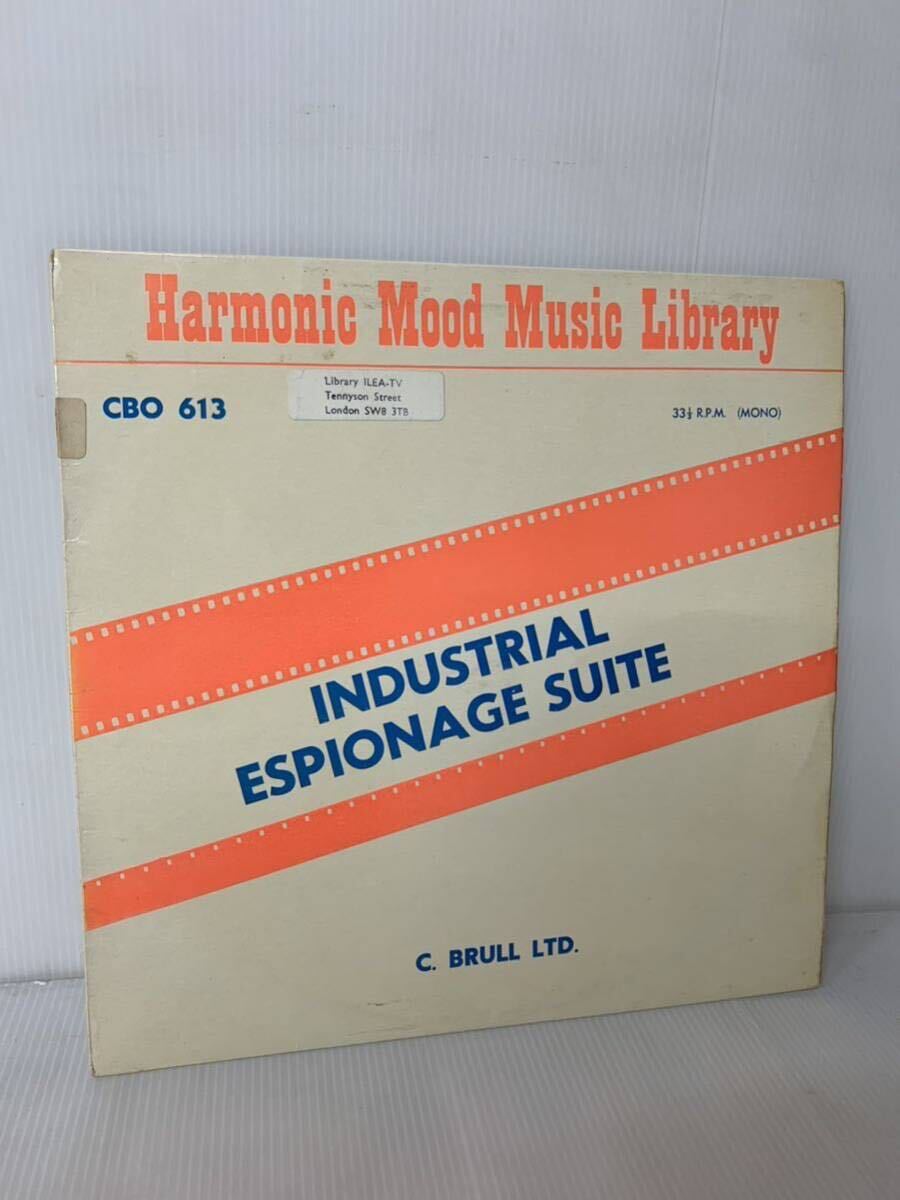 Harmonic Mood Music Library
CBO 613
Library ILEA-TV
Tennyson Street
London SW8 3TB
33⅓ R.P.M. (MONO)
INDUSTRIAL
ESPIONAGE SUITE
C. BRULL LTD.